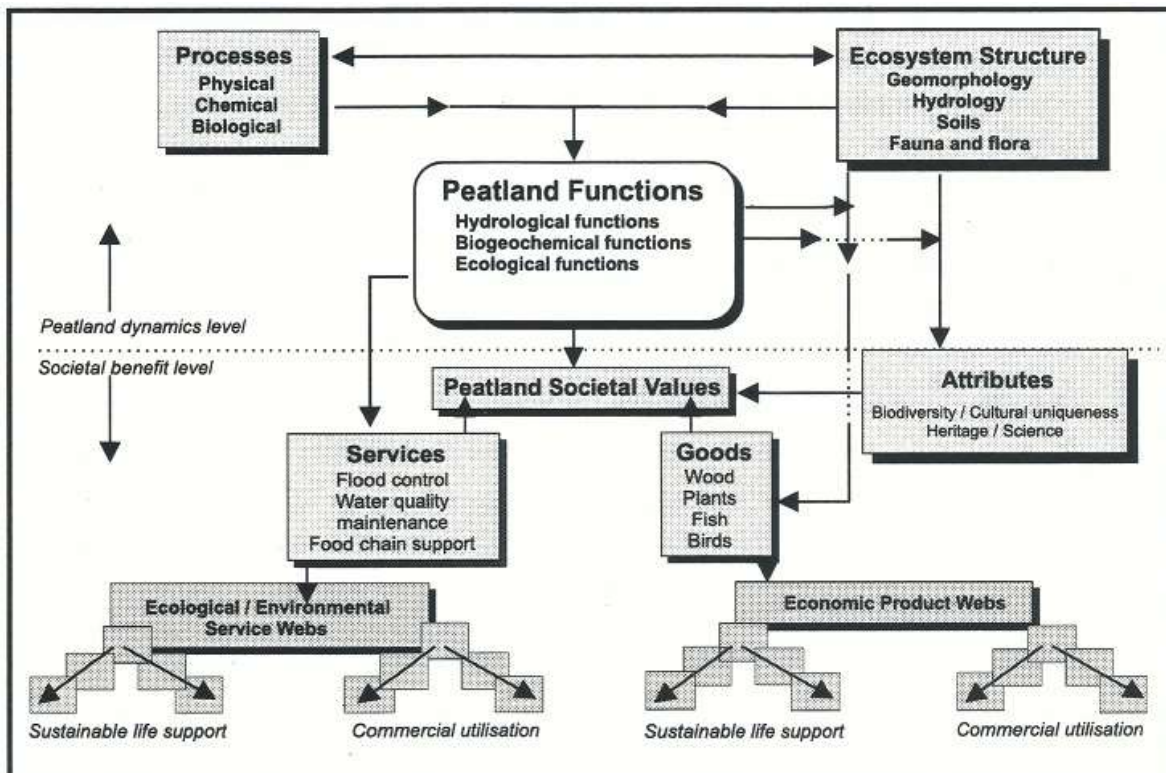 Processes
Physical
Chemical
Biological
Ecosystem Structure
Geomorphology
Hydrology
Soils
Fauna and flora
Peatland Functions
Hydrological functions
Biogeochemical functions
Ecological functions
Peatland dynamics level
Societal benefit level
Peatland Societal Values
Attributes
Biodiversity / Cultural uniqueness
Heritage / Science
Services
Flood control
Water quality
maintenance
Food chain support
Goods
Wood
Plants
Fish
Birds
Ecological / Environmental
Service Webs
Economic Product Webs
Sustainable life support
Commercial utilisation
Sustainable life support
Commercial utilisation